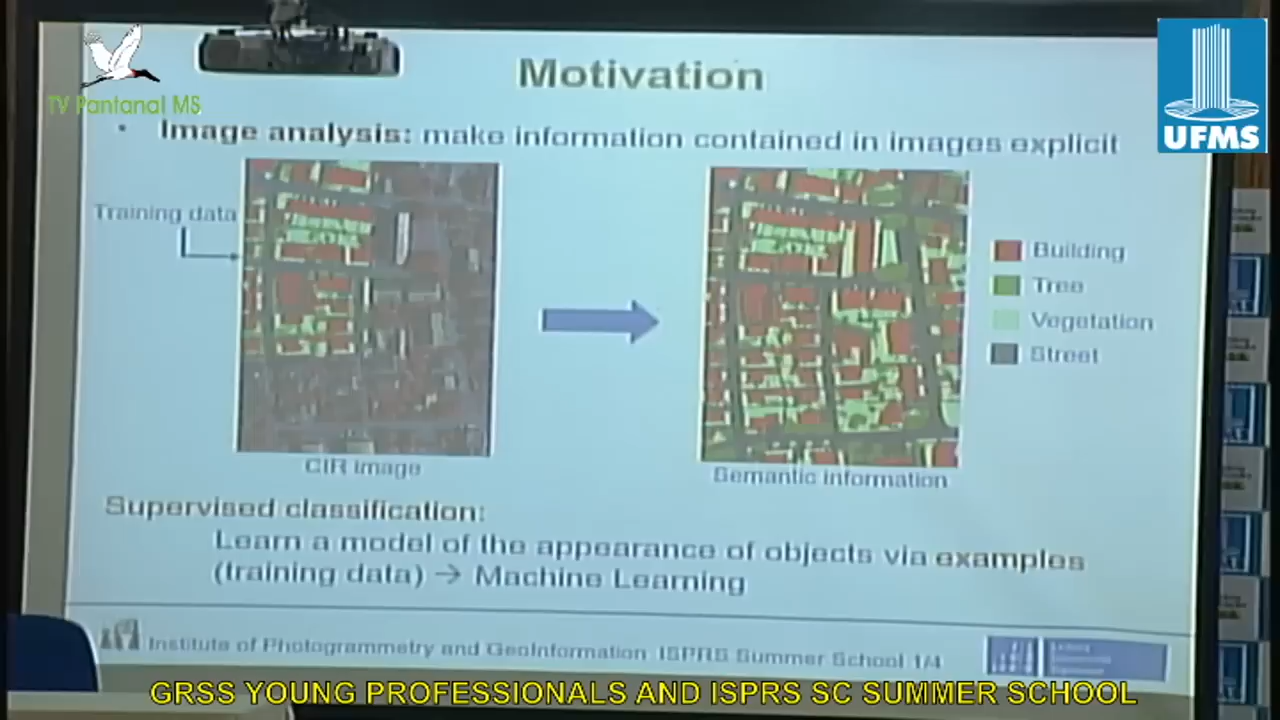 TV Pantanal MS
UFMS
Motivation
Image analysis: make information contained in images explicit
Training data
Building
Tree
Vegetation
Street
CIR image
Semantic information
Supervised classification:
Learn a model of the appearance of objects via examples
(training data) → Machine Learning
Institute of Photogrammetry and GeoInformation ISPRS Summer School 1/4
GRSS YOUNG PROFESSIONALS AND ISPRS SC SUMMER SCHOOL